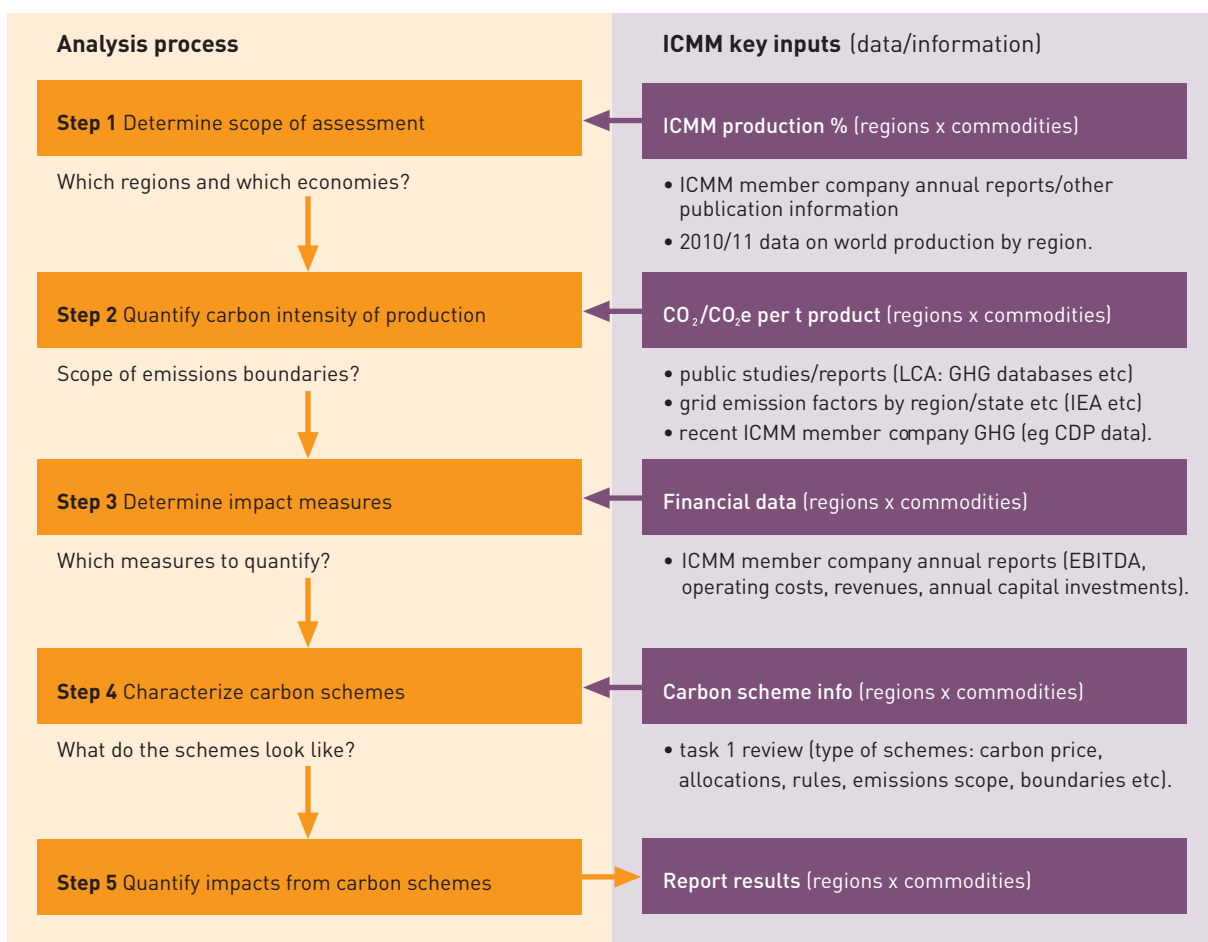 Analysis process
ICMM key inputs (data/information)
Step 1 Determine scope of assessment
ICMM production % (regions x commodities)
Which regions and which economies?
• ICMM member company annual reports/other
publication information
• 2010/11 data on world production by region.
Step 2 Quantify carbon intensity of production
CO₂/CO₂e per t product (regions x commodities)
Scope of emissions boundaries?
• public studies/reports (LCA: GHG databases etc)
• grid emission factors by region/state etc (IEA etc)
• recent ICMM member company GHG (eg CDP data).
Step 3 Determine impact measures
Financial data (regions x commodities)
Which measures to quantify?
• ICMM member company annual reports (EBITDA,
operating costs, revenues, annual capital investments).
Step 4 Characterize carbon schemes
Carbon scheme info (regions x commodities)
What do the schemes look like?
• task 1 review (type of schemes: carbon price,
allocations, rules, emissions scope, boundaries etc).
Step 5 Quantify impacts from carbon schemes
Report results (regions x commodities)